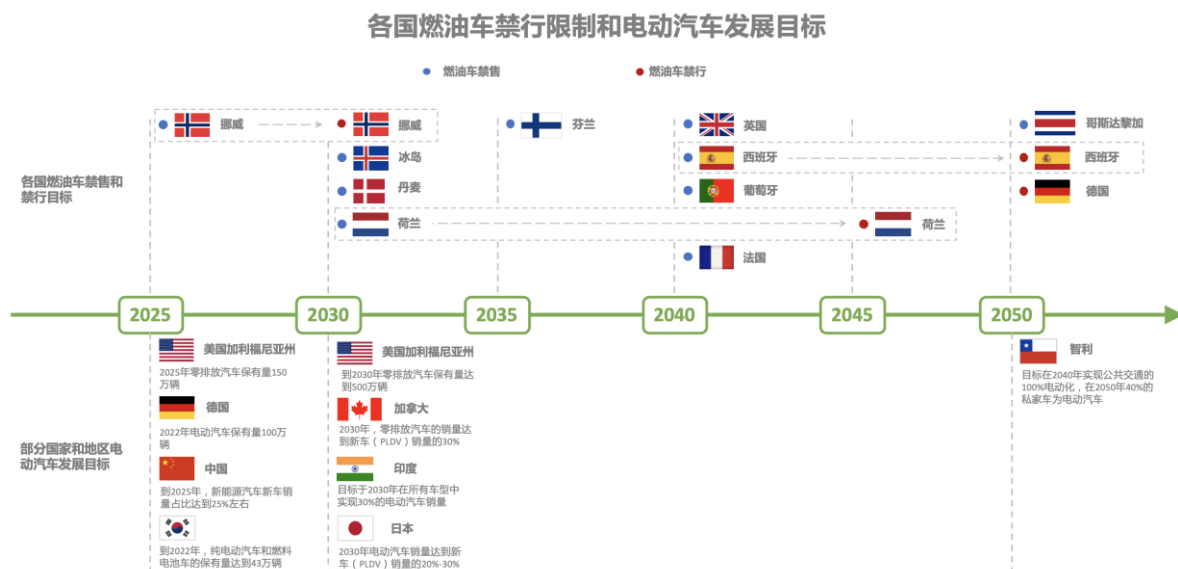 各国燃油车禁行限制和电动汽车发展目标
燃油车禁售
燃油车禁行
挪威
挪威
芬兰
英国
哥斯达黎加
冰岛
西班牙
西班牙
各国燃油车禁售和
禁行目标
丹麦
葡萄牙
德国
荷兰
荷兰
法国
2025
2030
2035
2040
2045
2050
美国加利福尼亚州
2025年零排放汽车保有量150
万辆
德国
2022年电动汽车保有量100万
辆
部分国家和地区电
动汽车发展目标
中国
到2025年，新能源汽车新车销
量占比达到25%左右
到2022年，纯电动汽车和燃料
电池车的保有量达到43万辆
美国加利福尼亚州
到2030年零排放汽车保有量达
到500万辆
加拿大
2030年，零排放汽车的销量达
到新车（PLDV）销量的30%
印度
目标于2030年在所有车型中
实现30%的电动汽车销量
日本
2030年电动汽车销量达到新
车（PLDV）销量的20%-30%
智利
目标在2040年实现公共交通的
100%电动化，在2050年40%的
私家车为电动汽车